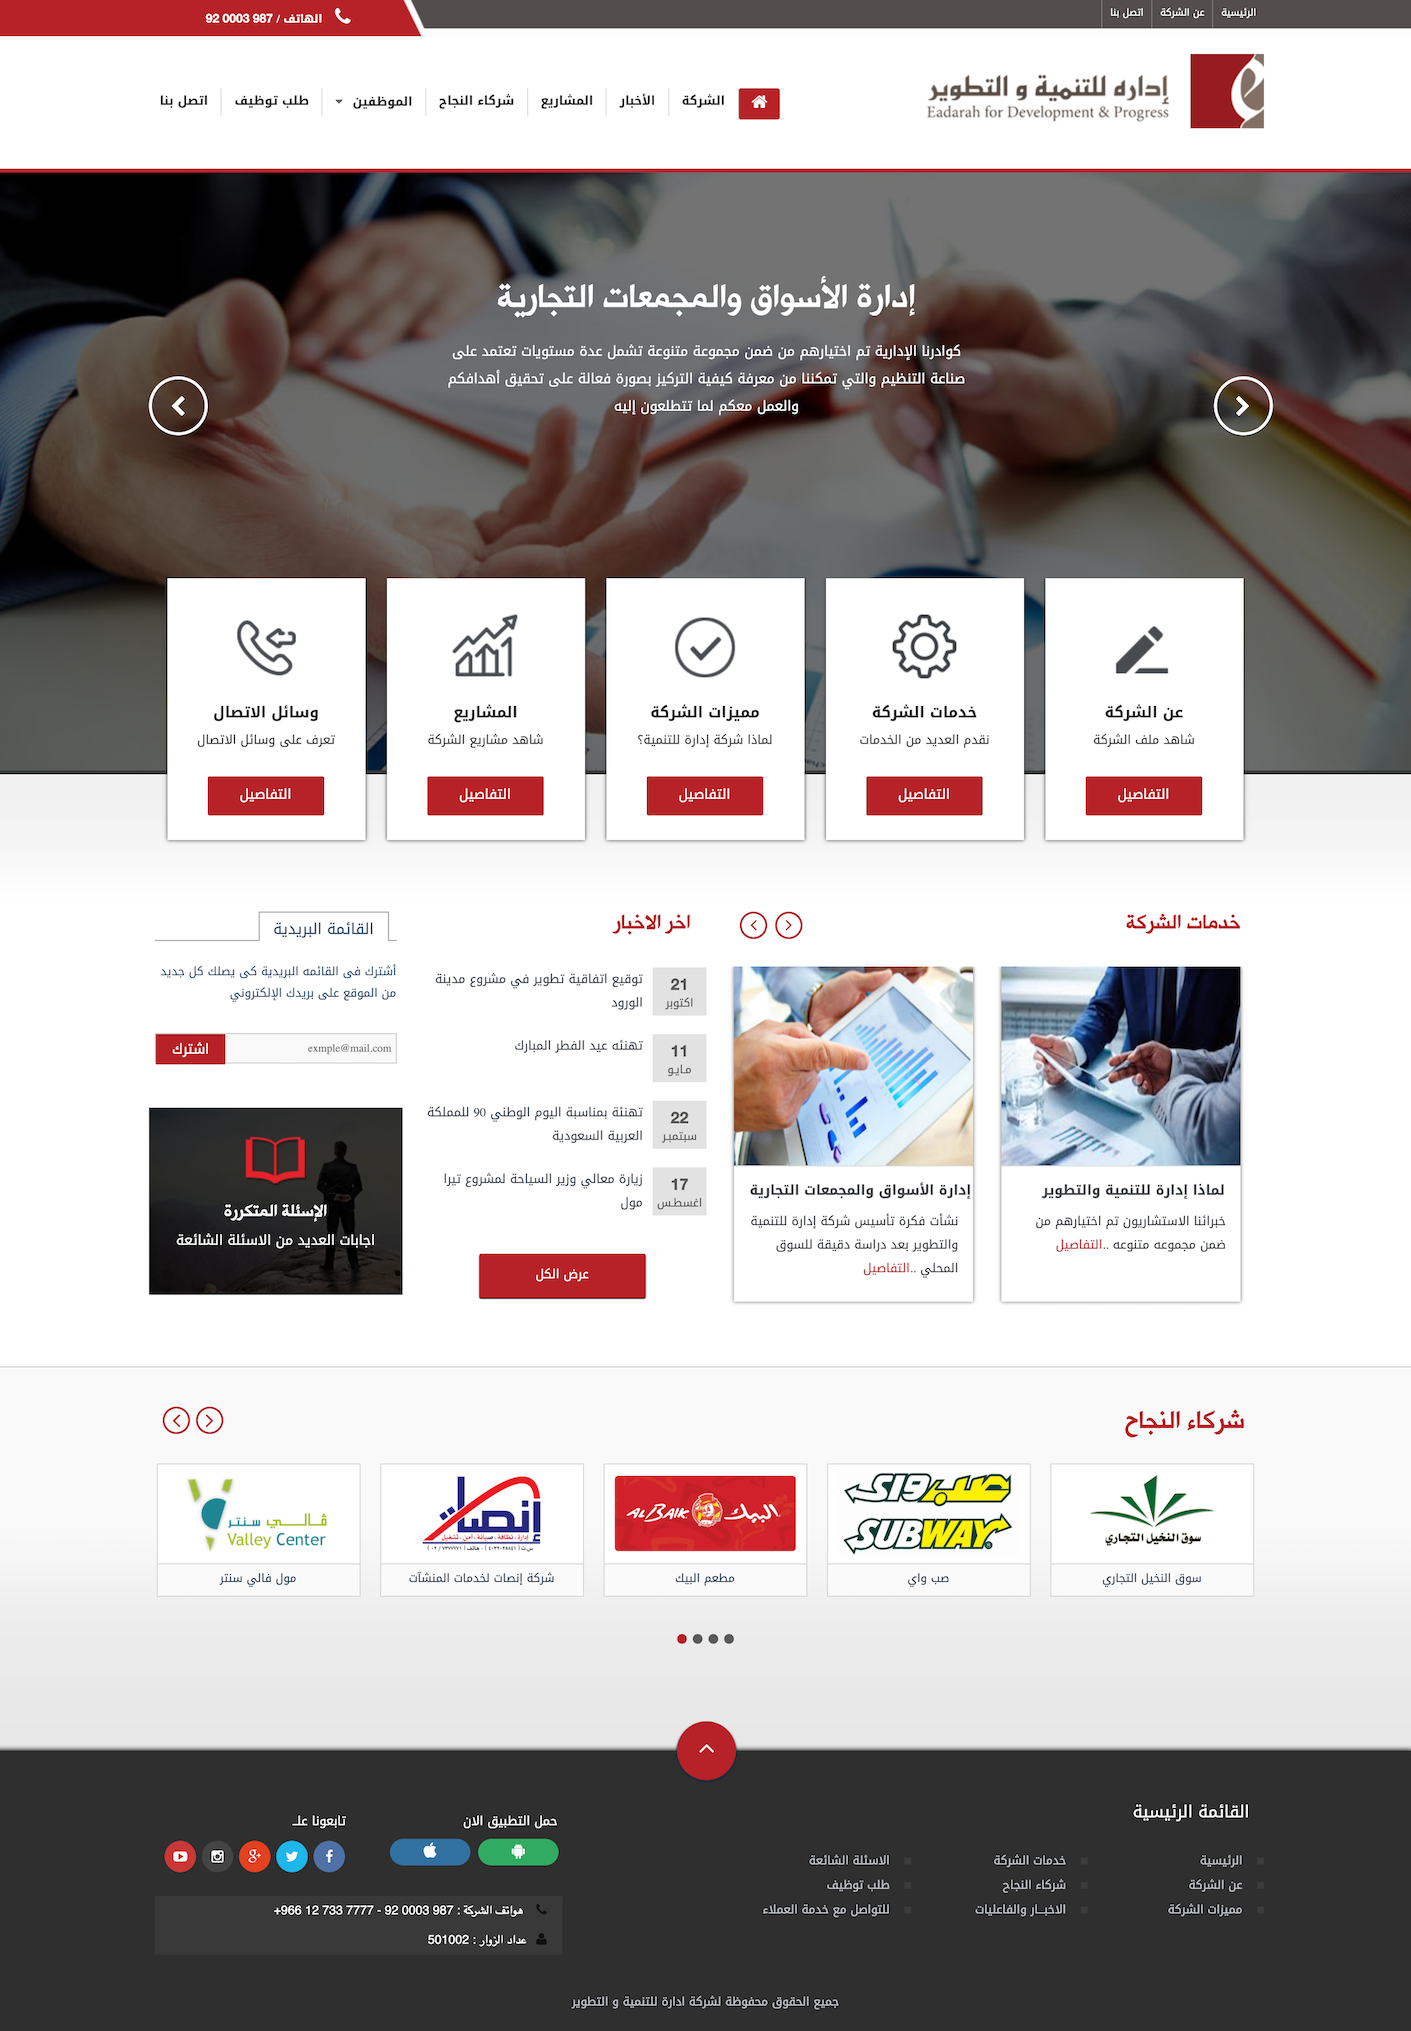 الرئيسية
عن الشركة
اتصل بنا
الهاتف / 987 0003 92
إداره للتنمية و التطوير
Eadarah for Development & Progress
الشركة
الأخبار
المشاريع
شركاء النجاح
الموظفين
طلب توظيف
اتصل بنا
إدارة الأسواق والمجمعات التجارية
كوادرنا الإدارية تم اختيارهم من ضمن مجموعة متنوعة تشمل عدة مستويات تعتمد على
صناعة التنظيم والتي تمكننا من معرفة كيفية التركيز بصورة فعالة على تحقيق أهدافكم
والعمل معكم لما تتطلعون إليه
عن الشركة
شاهد ملف الشركة
التفاصيل
خدمات الشركة
نقدم العديد من الخدمات
التفاصيل
مميزات الشركة
لماذا شركة إدارة للتنمية؟
التفاصيل
المشاريع
شاهد مشاريع الشركة
التفاصيل
وسائل الاتصال
تعرف على وسائل الاتصال
التفاصيل
خدمات الشركة
لماذا إدارة للتنمية والتطوير
خبرائنا الاستشاريون تم اختيارهم من
ضمن مجموعه متنوعه ..التفاصيل
إدارة الأسواق والمجمعات التجارية
نشأت فكرة تأسيس شركة إدارة للتنمية
والتطوير بعد دراسة دقيقة للسوق
المحلي ..التفاصيل
اخر الاخبار
21
اكتوبر
توقيع اتفاقية تطوير في مشروع مدينة
الورود
11
مايو
تهنئه عيد الفطر المبارك
22
سبتمبر
تهنئة بمناسبة اليوم الوطني 90 للمملكة
العربية السعودية
17
اغسطس
زيارة معالي وزير السياحة لمشروع تيرا
مول
عرض الكل
القائمة البريدية
أشترك فى القائمه البريدية كى يصلك كل جديد
من الموقع على بريدك الإلكتروني
exmple@mail.com
اشترك
الإسئلة المتكررة
اجابات العديد من الاسئلة الشائعة
شركاء النجاح
سوق النخيل التجاري
سوق النخيل التجاري
صب واي
SUBWAY
صب واي
البيك
ALBAIK
مطعم البيك
إنصات
إدارة . نظافة . صيانة . أمن . تشغيل
شركة إنصات لخدمات المنشآت
ڤالي سنتر
Valley Center
مول فالي سنتر
القائمة الرئيسية
الرئيسية
عن الشركة
مميزات الشركة
خدمات الشركة
شركاء النجاح
الاخبـــار والفاعليات
الاسئلة الشائعة
طلب توظيف
للتواصل مع خدمة العملاء
حمل التطبيق الان
تابعونا علـــ
هواتف الشركة : 987 0003 92 - 7777 733 12 966+
عداد الزوار : 501002
جميع الحقوق محفوظة لشركة ادارة للتنمية و التطوير